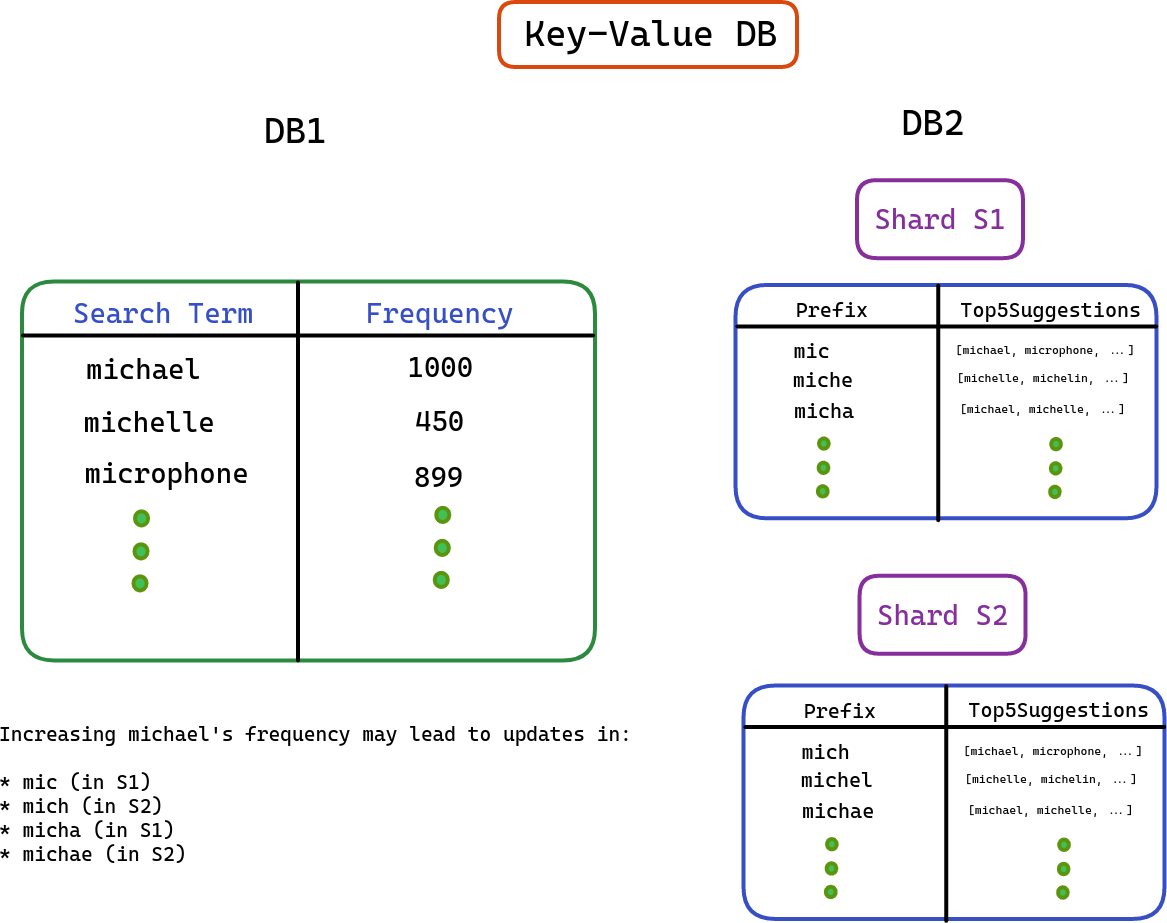 Key-Value DB
DB1
DB2
Shard S1
Search Term Frequency
michael 1000
michelle 450
microphone 899
Prefix Top5Suggestions
mic [michael, microphone, ... ]
miche [michelle, michelin, ... ]
micha [michael, michelle, ... ]
Shard S2
Prefix Top5Suggestions
mich [michael, microphone, ... ]
michel [michelle, michelin, ... ]
michae [michael, michelle, ... ]
Increasing michael's frequency may lead to updates in:
* mic (in S1)
* mich (in S2)
* micha (in S1)
* michae (in S2)